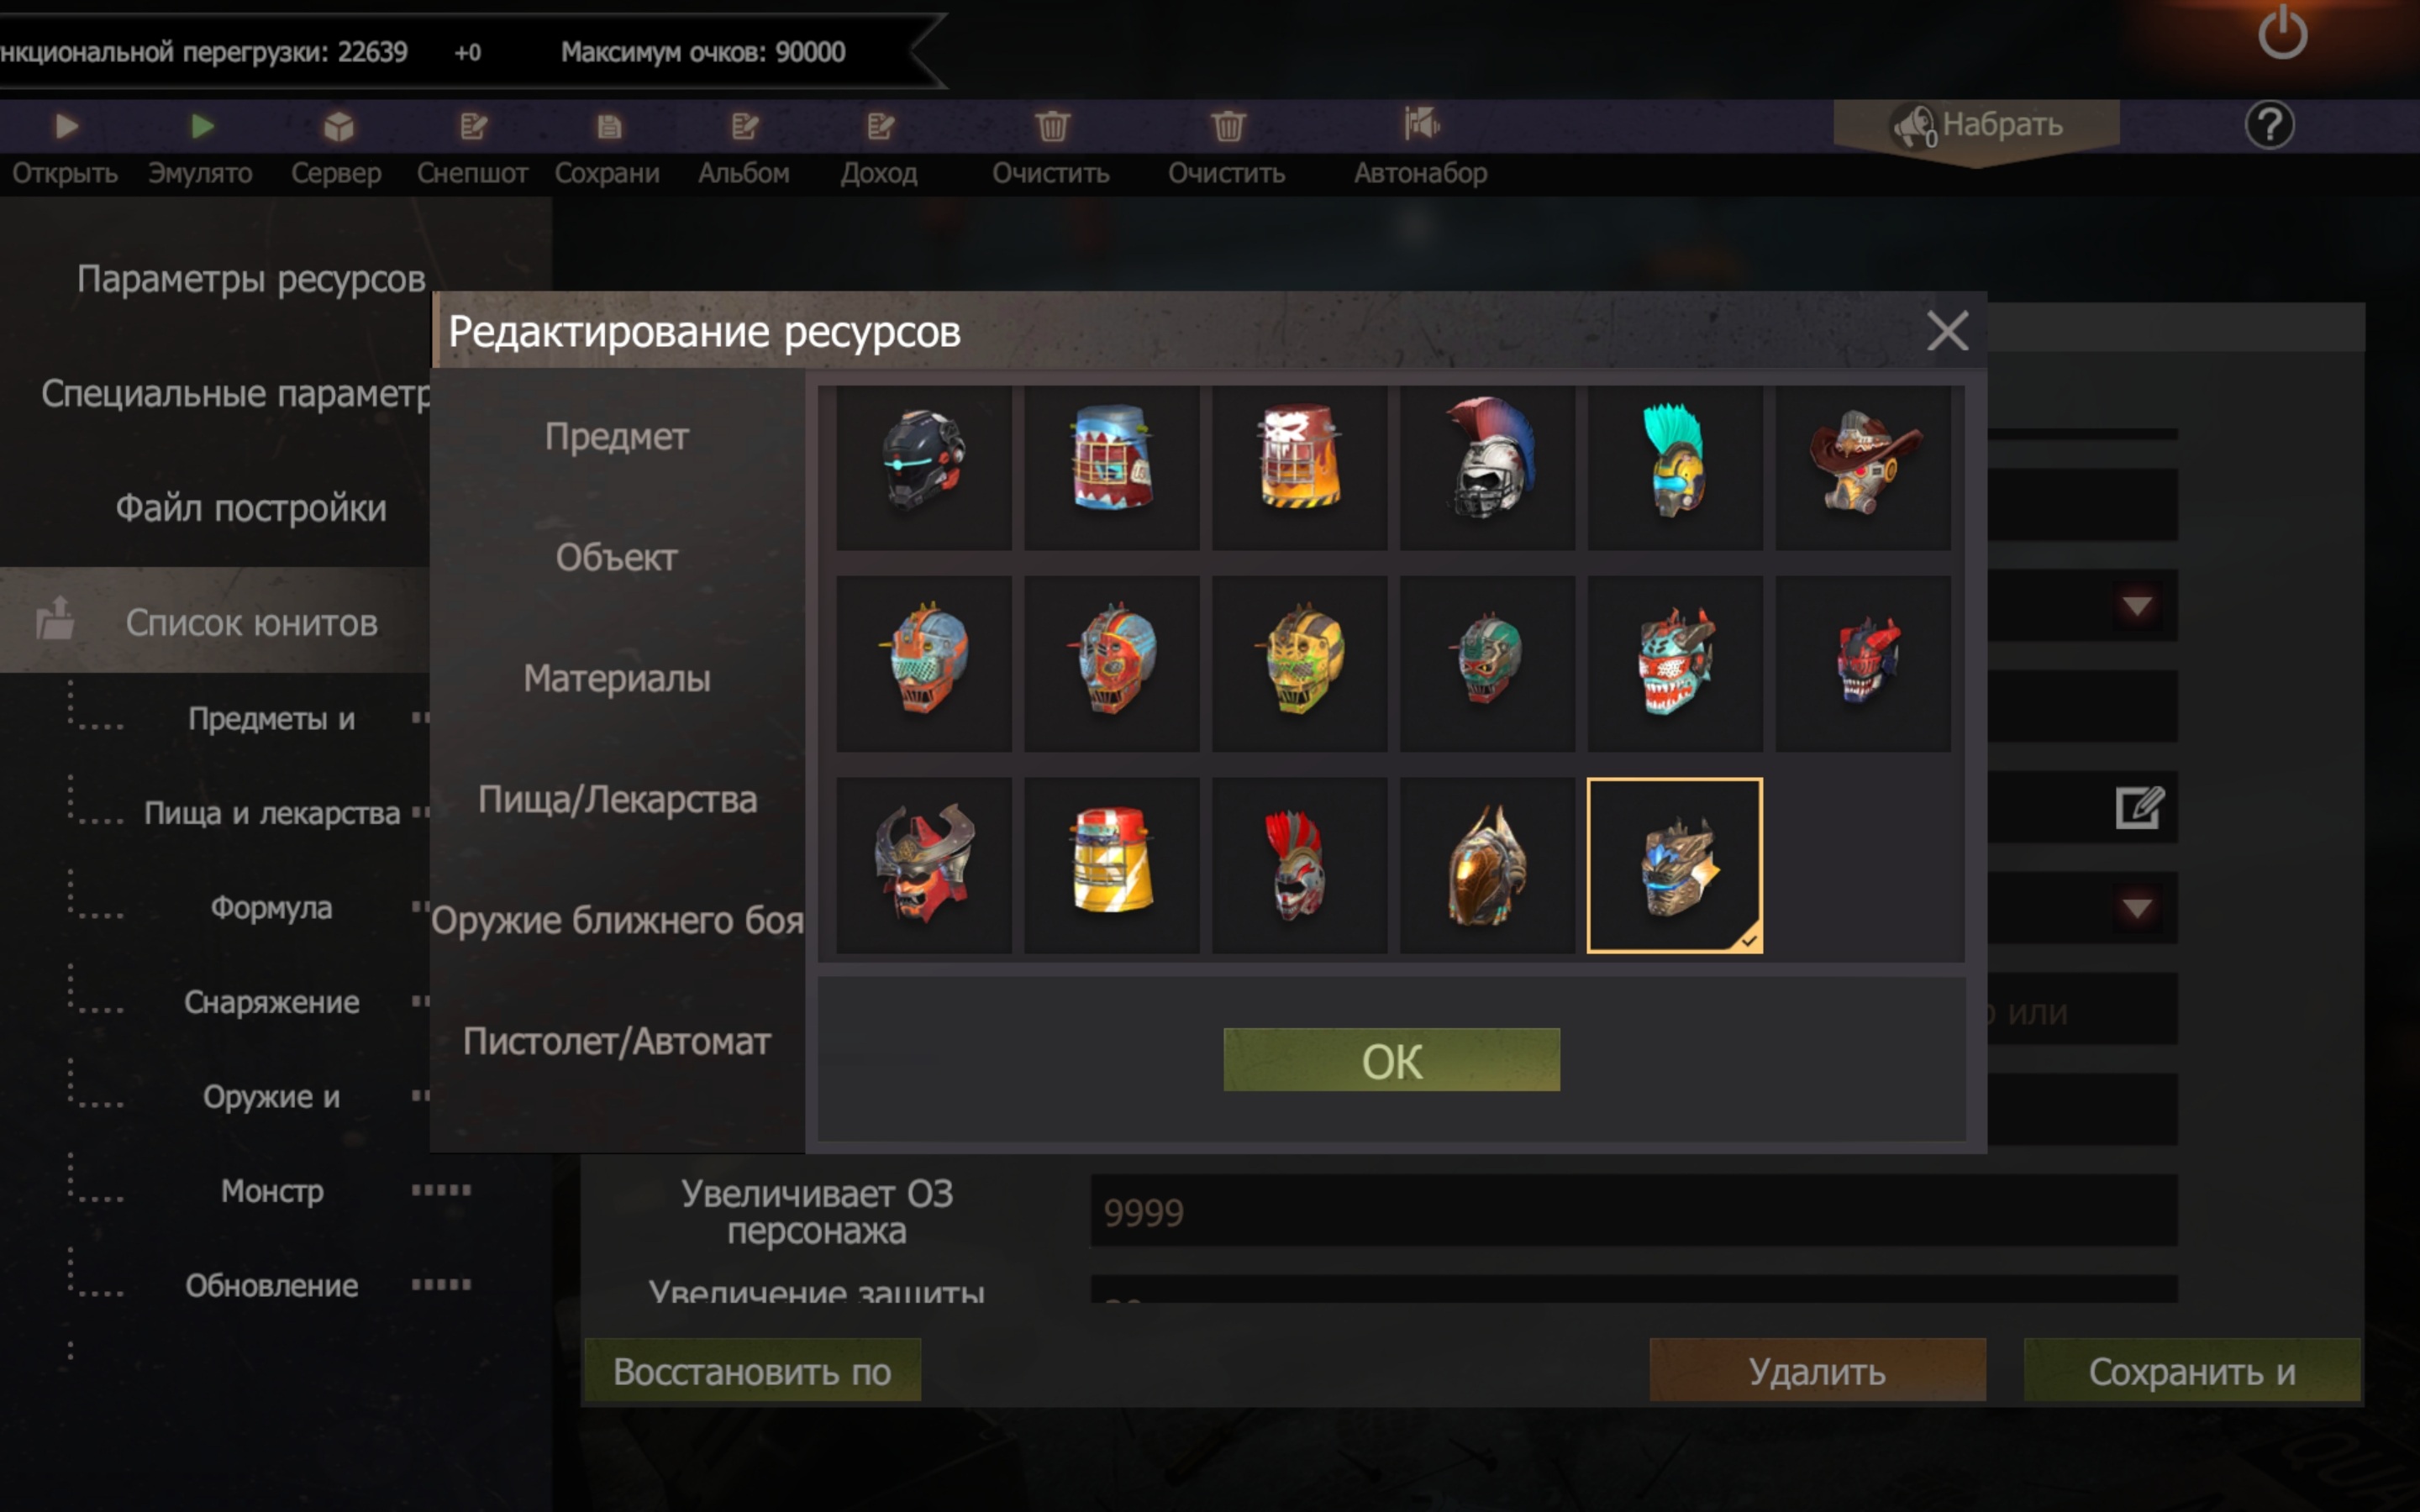 нкциональной перегрузки: 22639 +0 Максимум очков: 90000
Открыть Эмулято Сервер Снепшот Сохрани Альбом Доход Очистить Очистить Автонабор
0 Набрать
?
Параметры ресурсов
Специальные параметр
Файл постройки
Список юнитов
Предметы и
Пища и лекарства
Формула
Снаряжение
Оружие и
Монстр
Обновление
Редактирование ресурсов
Предмет
Объект
Материалы
Пища/Лекарства
Оружие ближнего боя
Пистолет/Автомат
ОК
или
Увеличивает ОЗ
персонажа
9999
Увеличение защиты
Восстановить по
Удалить
Сохранить и